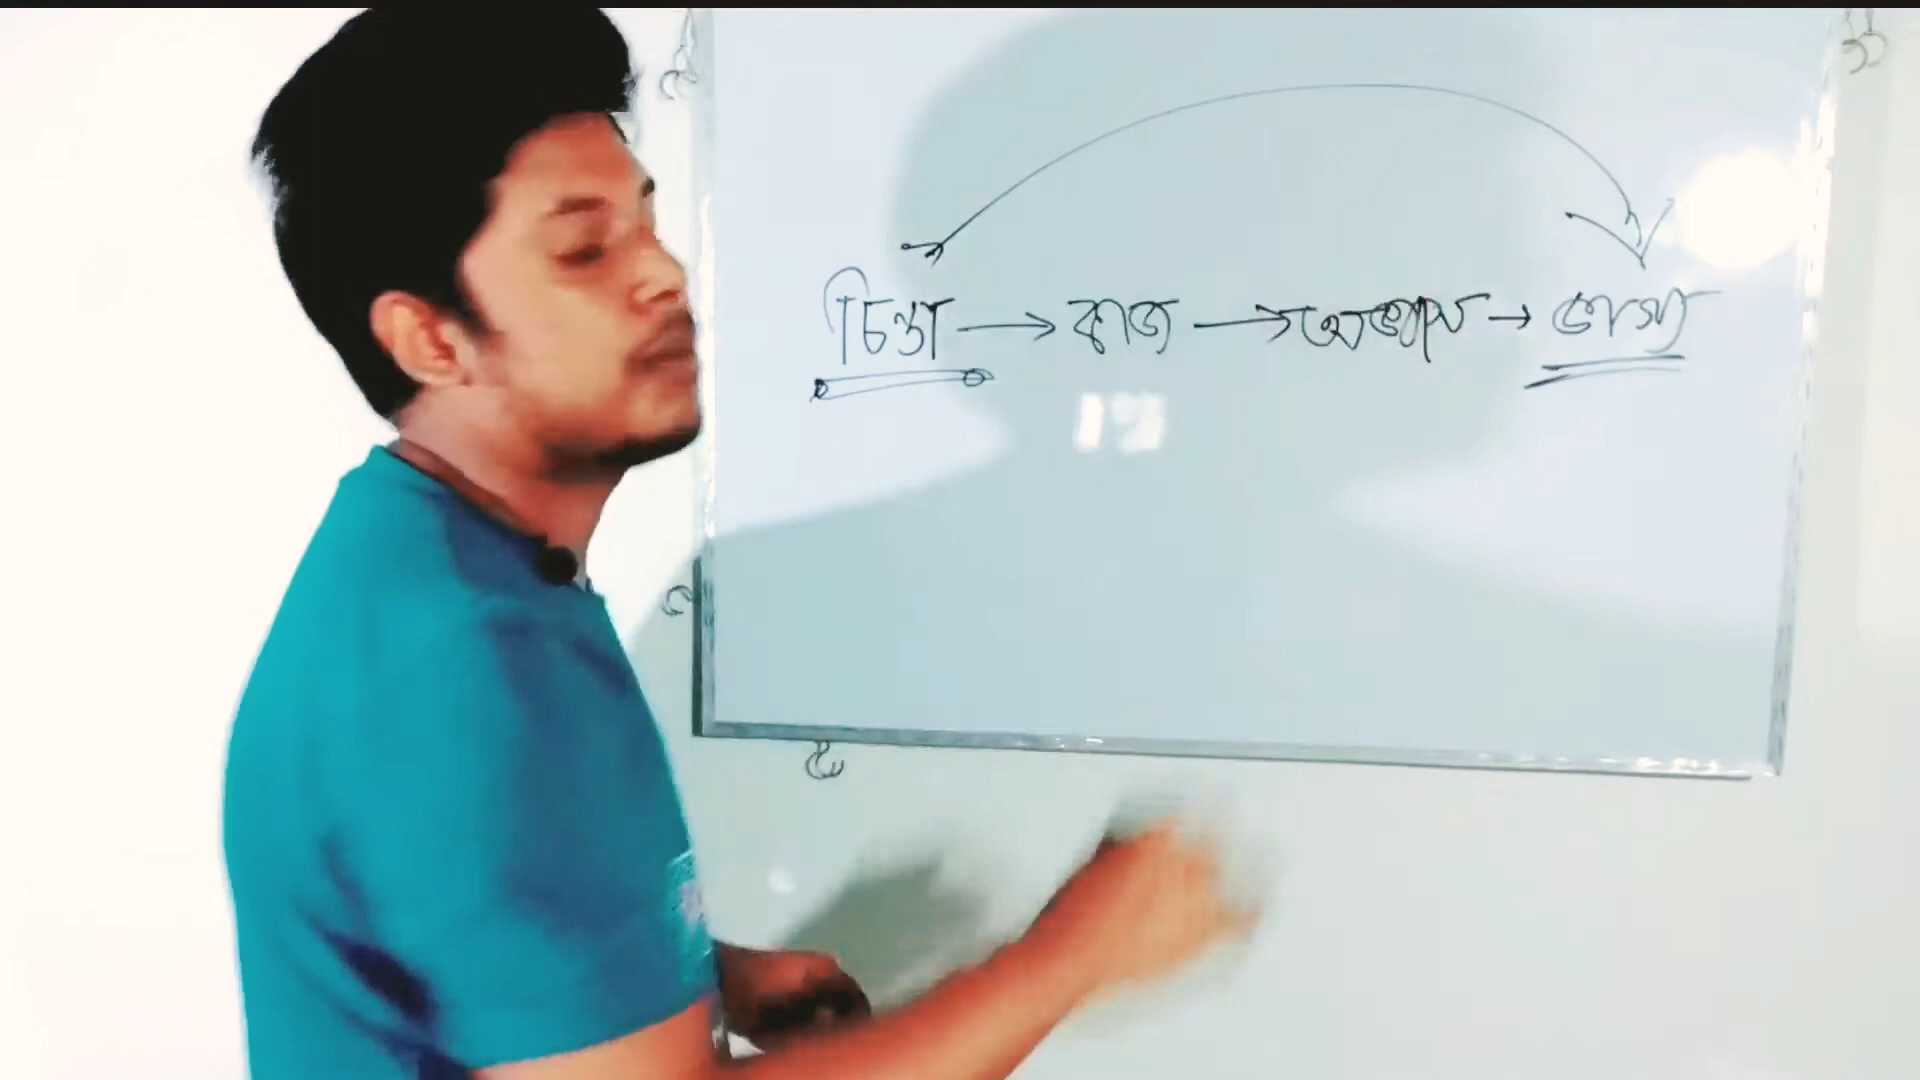 চিন্তা → কাজ → অভ্যাস → ভাগ্য